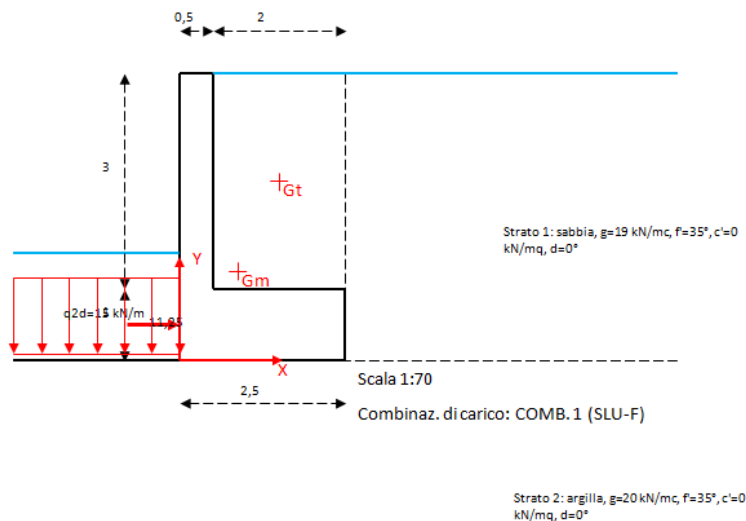 0,5
2
3
Gt
Strato 1: sabbia, g=19 kN/mc, f'=35°, c'=0
kN/mq, d=0°
Y
Gm
q2d=15 kN/m
11,25
X
Scala 1:70
2,5
Combinaz. di carico: COMB.1 (SLU-F)
Strato 2: argilla, g=20 kN/mc, f'=35°, c'=0
kN/mq, d=0°